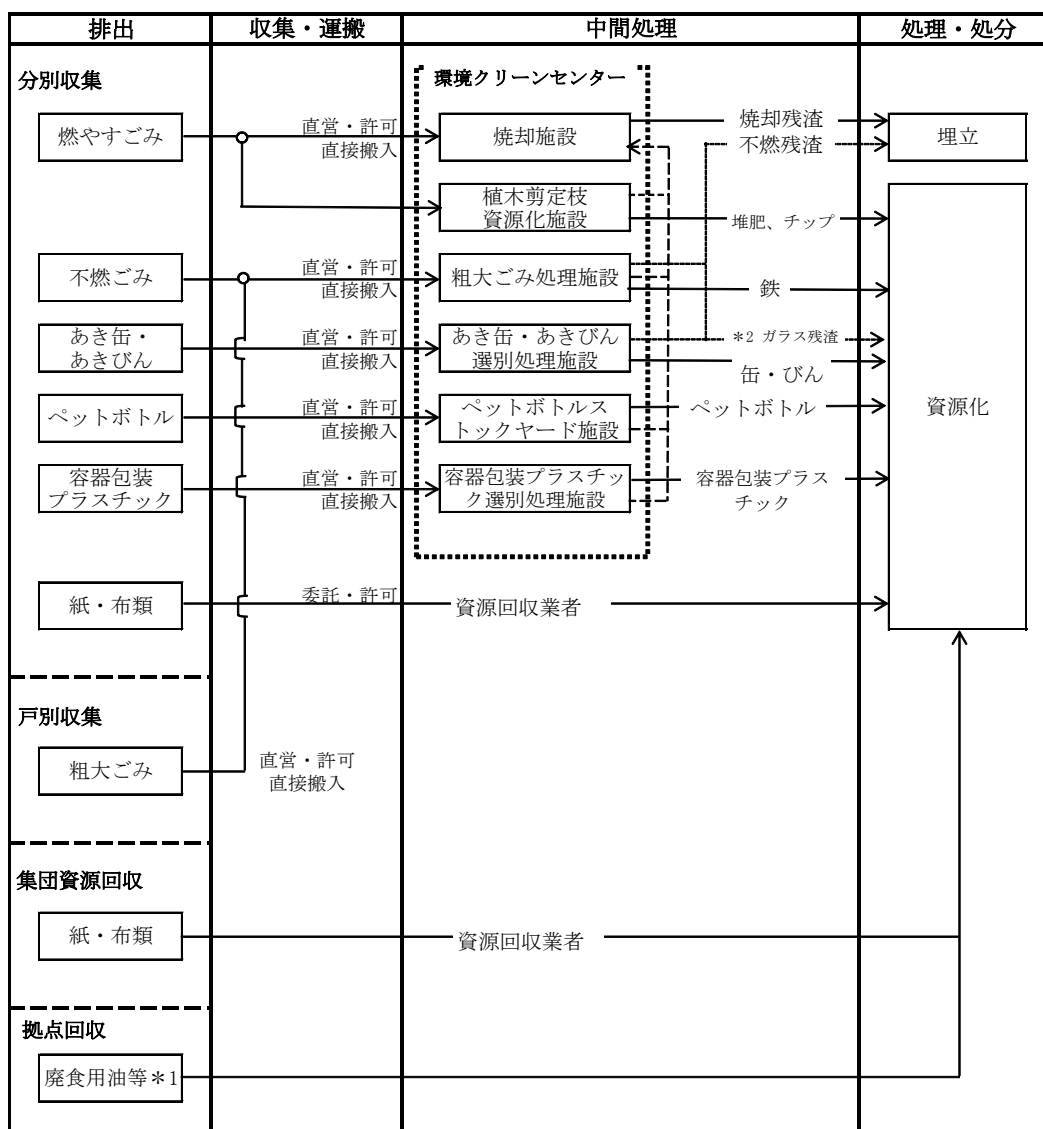 排出
収集・運搬
中間処理
処理・処分
分別収集
環境クリーンセンター
燃やすごみ
直営・許可
直接搬入
焼却施設
焼却残渣
不燃残渣
埋立
植木剪定枝
資源化施設
堆肥、チップ
不燃ごみ
直営・許可
直接搬入
粗大ごみ処理施設
鉄
あき缶・
あきびん
直営・許可
直接搬入
あき缶・あきびん
選別処理施設
*2 ガラス残渣
缶・びん
ペットボトル
直営・許可
直接搬入
ペットボトルス
トックヤード施設
ペットボトル
資源化
容器包装
プラスチック
直営・許可
直接搬入
容器包装プラスチッ
ク選別処理施設
容器包装プラス
チック
紙・布類
委託・許可
資源回収業者
戸別収集
粗大ごみ
直営・許可
直接搬入
集団資源回収
紙・布類
資源回収業者
拠点回収
廃食用油等*1